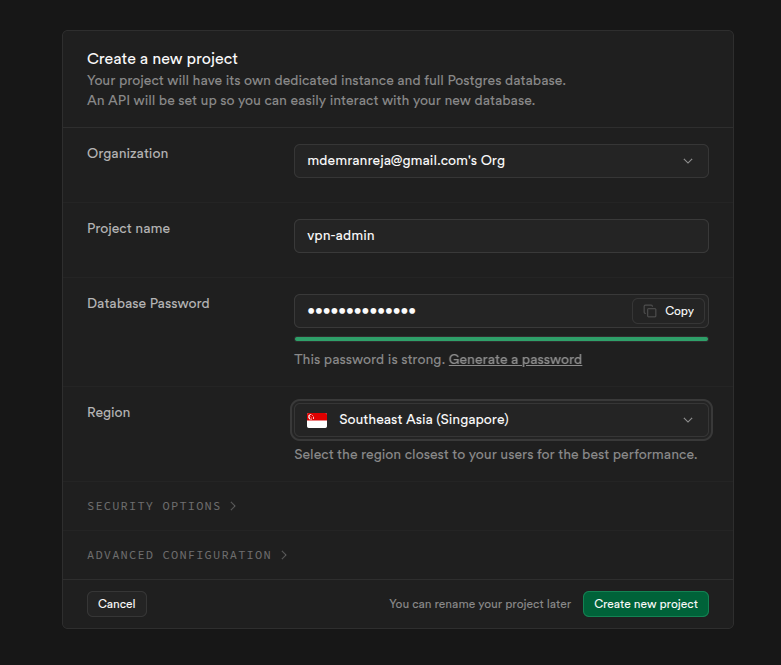 Create a new project
Your project will have its own dedicated instance and full Postgres database.
An API will be set up so you can easily interact with your new database.
Organization
mdemranreja@gmail.com's Org
Project name
vpn-admin
Database Password
••••••••••••••
Copy
This password is strong. Generate a password
Region
Southeast Asia (Singapore)
Select the region closest to your users for the best performance.
SECURITY OPTIONS
ADVANCED CONFIGURATION
Cancel
You can rename your project later
Create new project